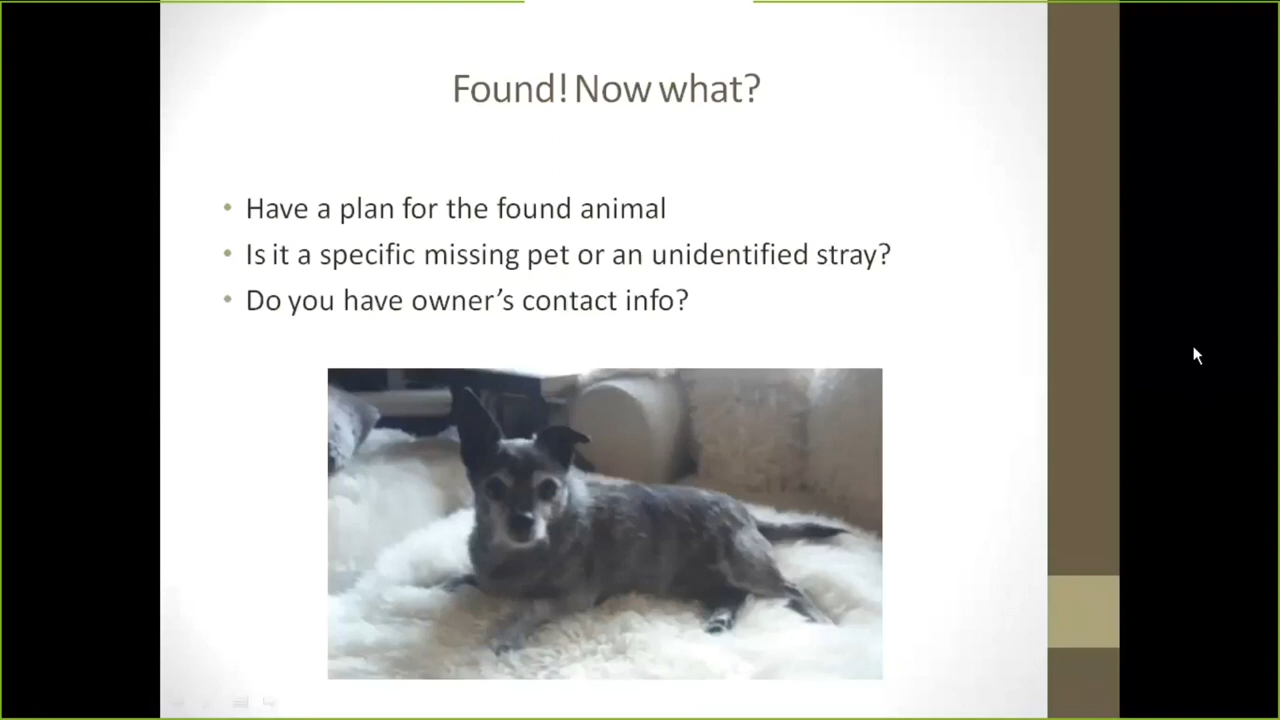 Found! Now what?
• Have a plan for the found animal
• Is it a specific missing pet or an unidentified stray?
• Do you have owner’s contact info?